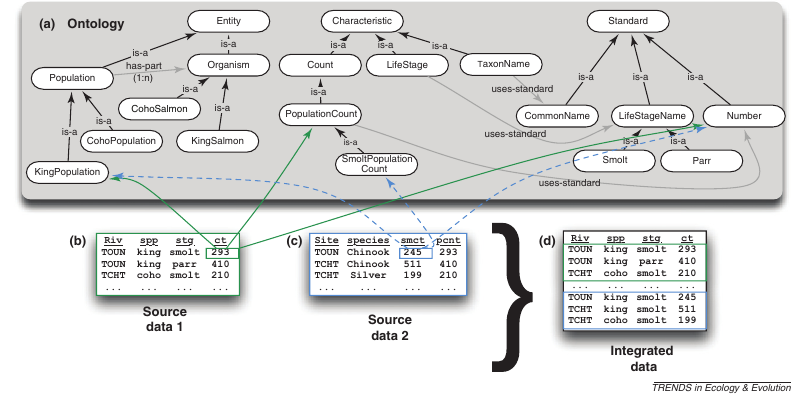 (a) Ontology
Entity
Characteristic
Standard
is-a
is-a
is-a
is-a
is-a
has-part
(1:n)
Population
Organism
Count
LifeStage
TaxonName
is-a
is-a
is-a
is-a
is-a
is-a
uses-standard
CohoSalmon
is-a
is-a
is-a
PopulationCount
CommonName
LifeStageName
Number
is-a
CohoPopulation
KingSalmon
is-a
uses-standard
is-a
is-a
KingPopulation
SmoltPopulation
Count
Smolt
Parr
uses-standard
(b)
Riv spp stg ct
TOUN king smolt 293
TOUN king parr 410
TCHT coho smolt 210
... ... ... ...
Source
data 1
(c)
Site species smct pcnt
TOUN Chinook 245 293
TCHT Chinook 511 410
TCHT Silver 199 210
... ... ... ...
Source
data 2
}
(d)
Riv spp stg ct
TOUN king smolt 293
TOUN king parr 410
TCHT coho smolt 210
... ... ... ...
TOUN king smolt 245
TCHT king smolt 511
TCHT coho smolt 199
Integrated
data
TRENDS in Ecology & Evolution